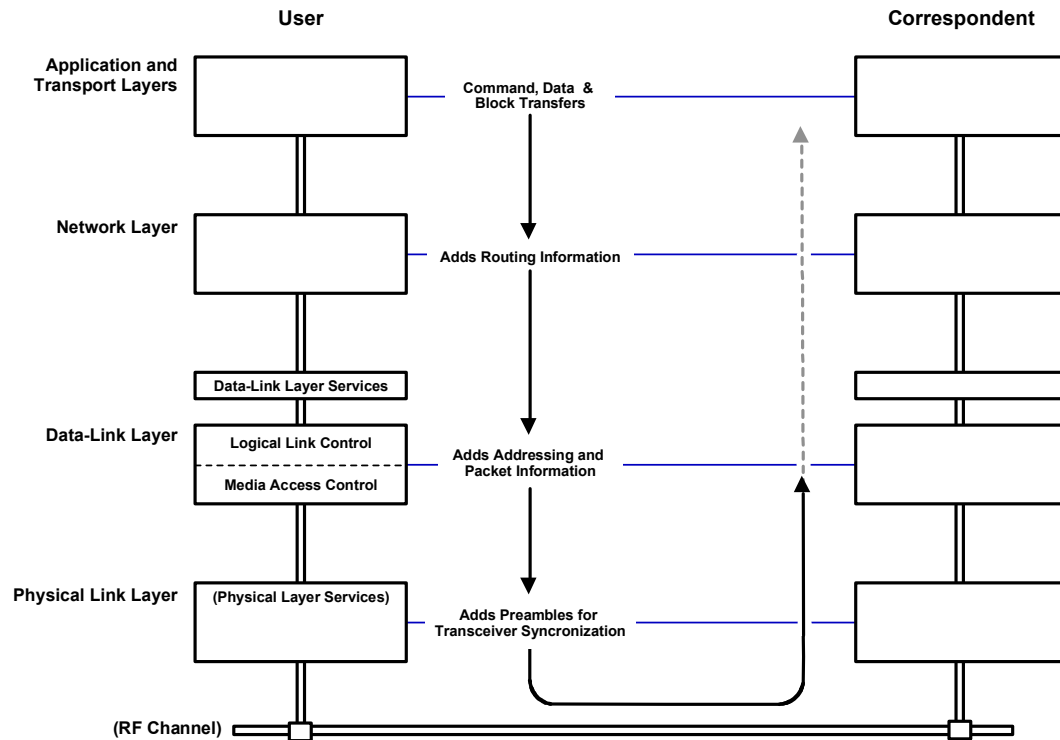 User
Correspondent
Application and
Transport Layers
Command, Data &
Block Transfers
Network Layer
Adds Routing Information
Data-Link Layer Services
Data-Link Layer
Logical Link Control
Adds Addressing and
Packet Information
Media Access Control
Physical Link Layer
(Physical Layer Services)
Adds Preambles for
Transceiver Syncronization
(RF Channel)